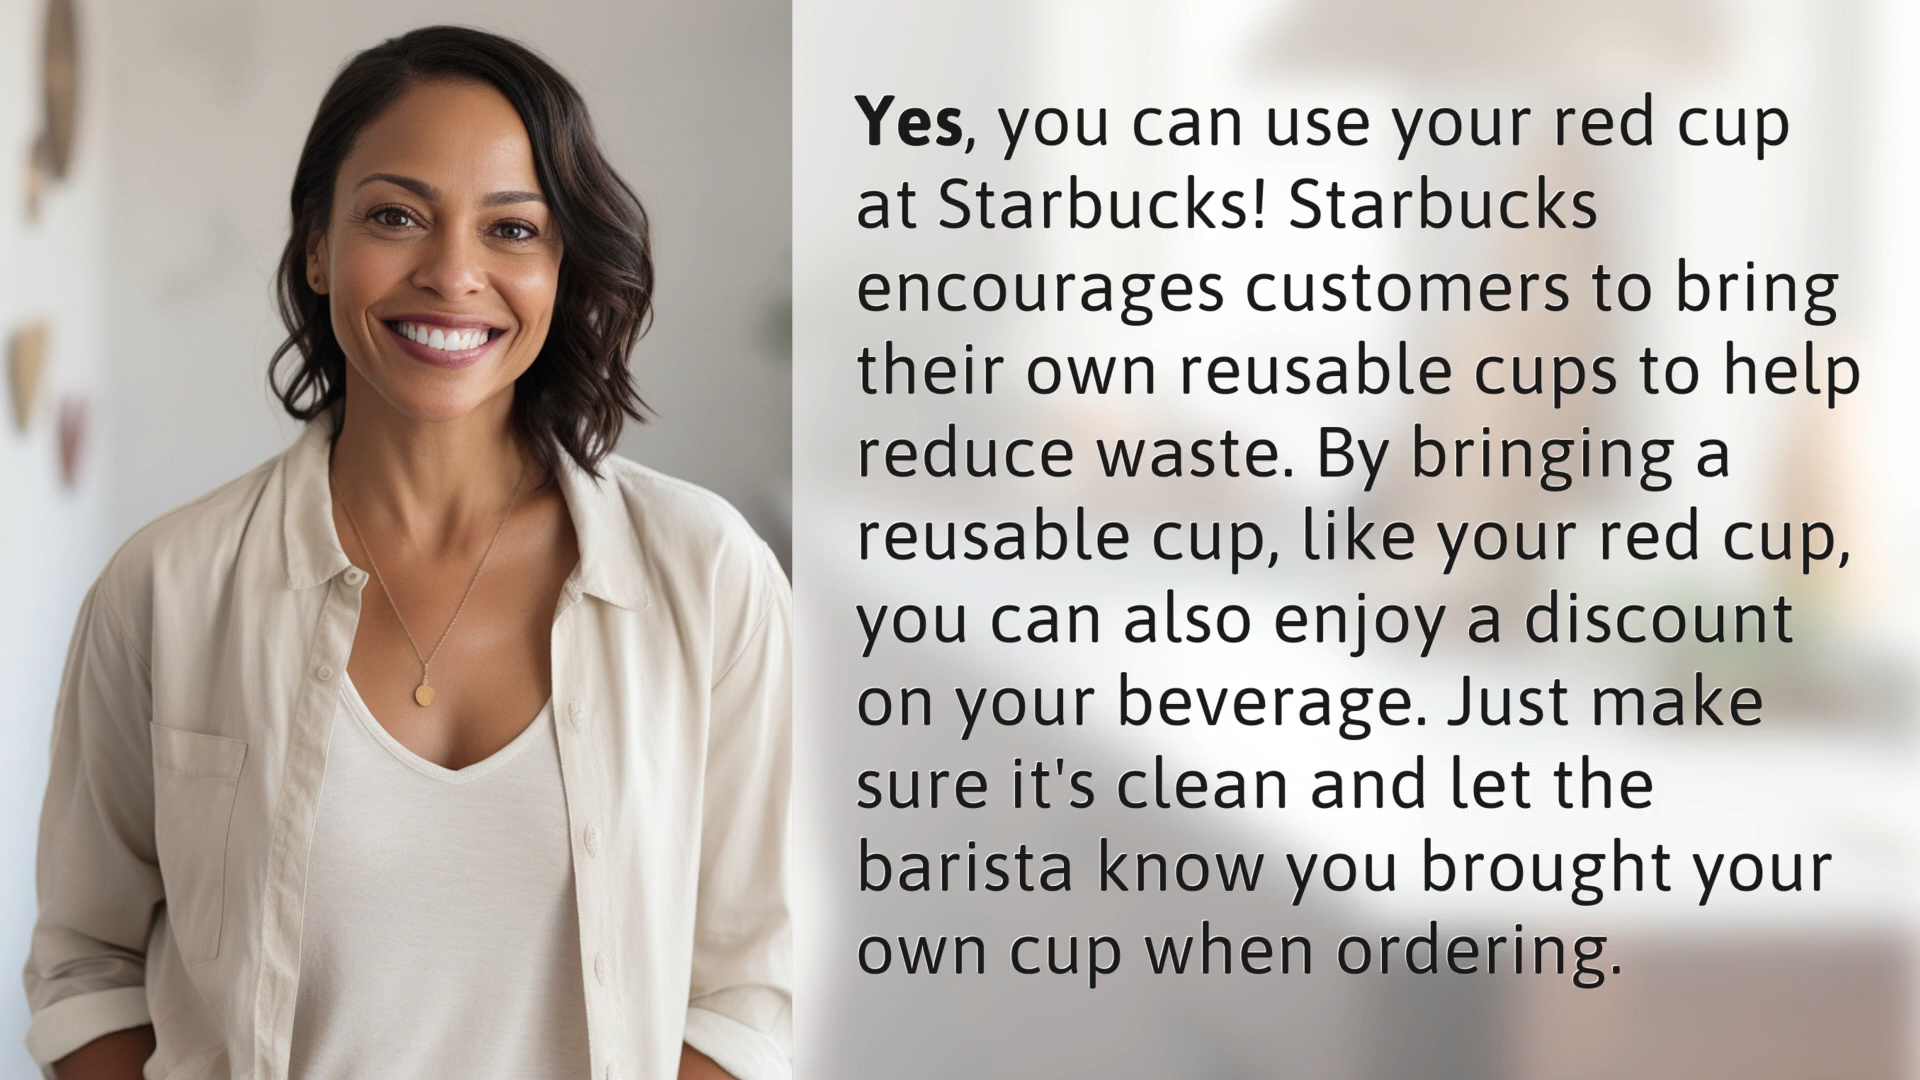 Yes, you can use your red cup
at Starbucks! Starbucks
encourages customers to bring
their own reusable cups to help
reduce waste. By bringing a
reusable cup, like your red cup,
you can also enjoy a discount
on your beverage. Just make
sure it's clean and let the
barista know you brought your
own cup when ordering.